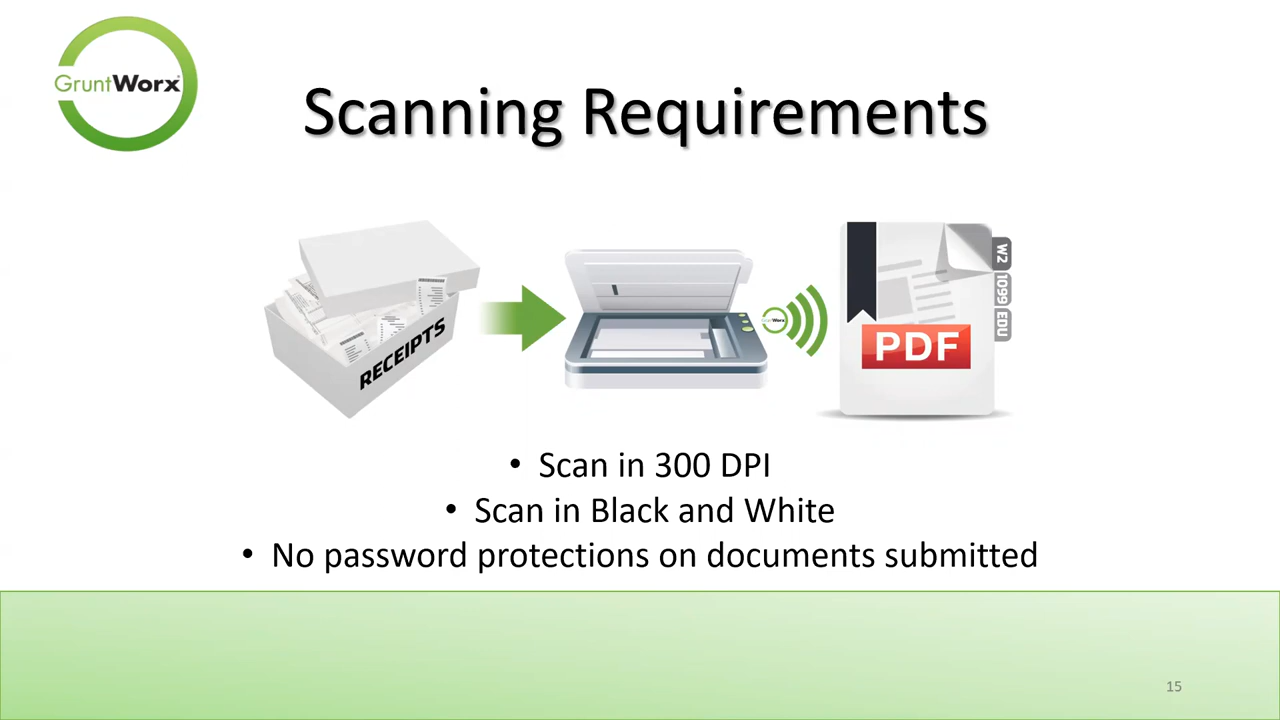 GruntWorx
Scanning Requirements
RECEIPTS
GruntWorx
PDF
W2
1099
EDU
• Scan in 300 DPI
• Scan in Black and White
• No password protections on documents submitted
15